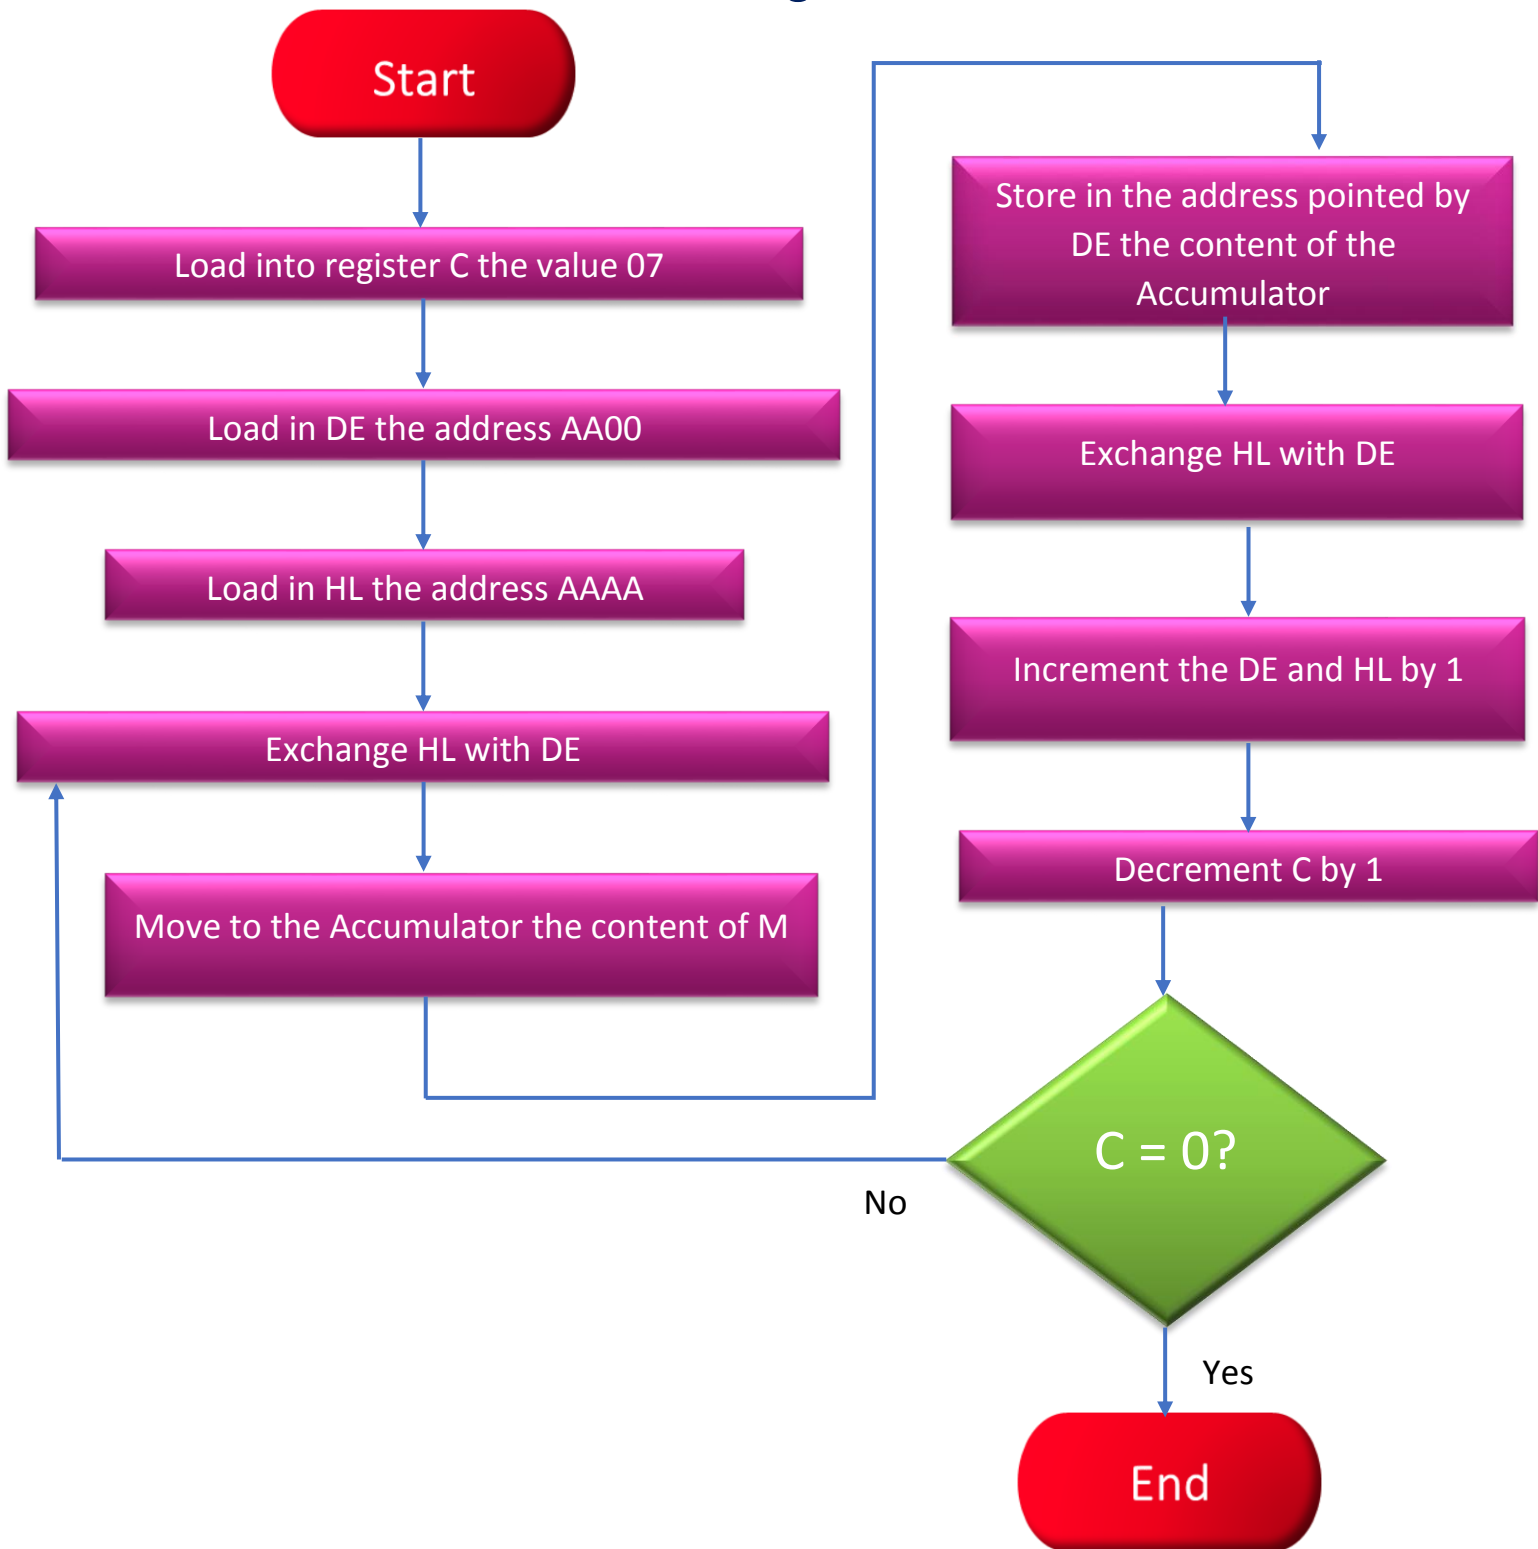 Start
Load into register C the value 07
Load in DE the address AA00
Load in HL the address AAAA
Exchange HL with DE
Move to the Accumulator the content of M
Store in the address pointed by
DE the content of the
Accumulator
Exchange HL with DE
Increment the DE and HL by 1
Decrement C by 1
C = 0?
No
Yes
End